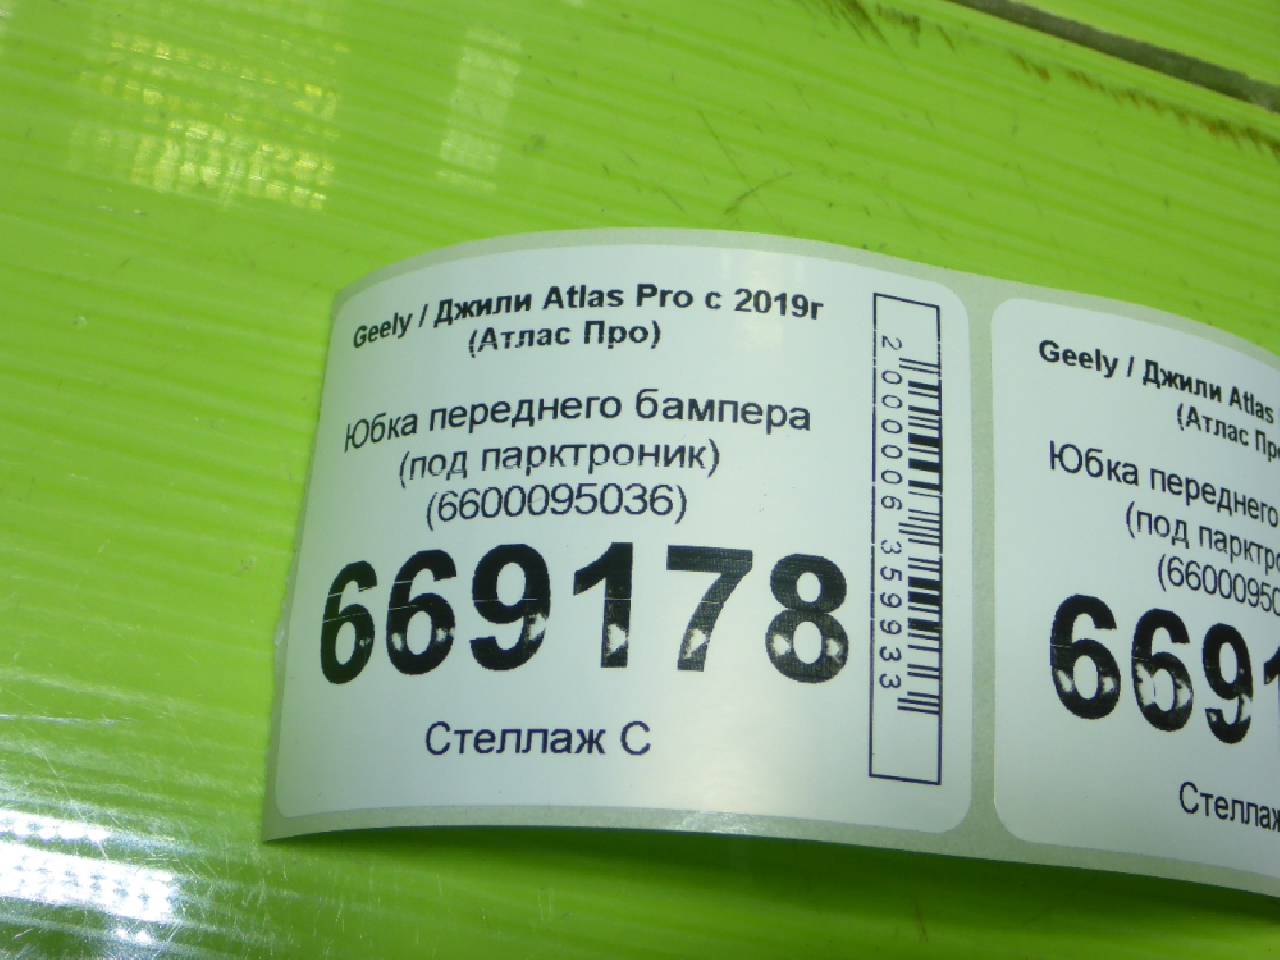 Geely / Джили Atlas Pro с 2019г
(Атлас Про)
Юбка переднего бампера
(под парктроник)
(6600095036)
669178
Стеллаж С
2000006359933
Geely / Джили Atlas
(Атлас Про
Юбка переднего
(под парктро
(66000950
6691
Стеллаж